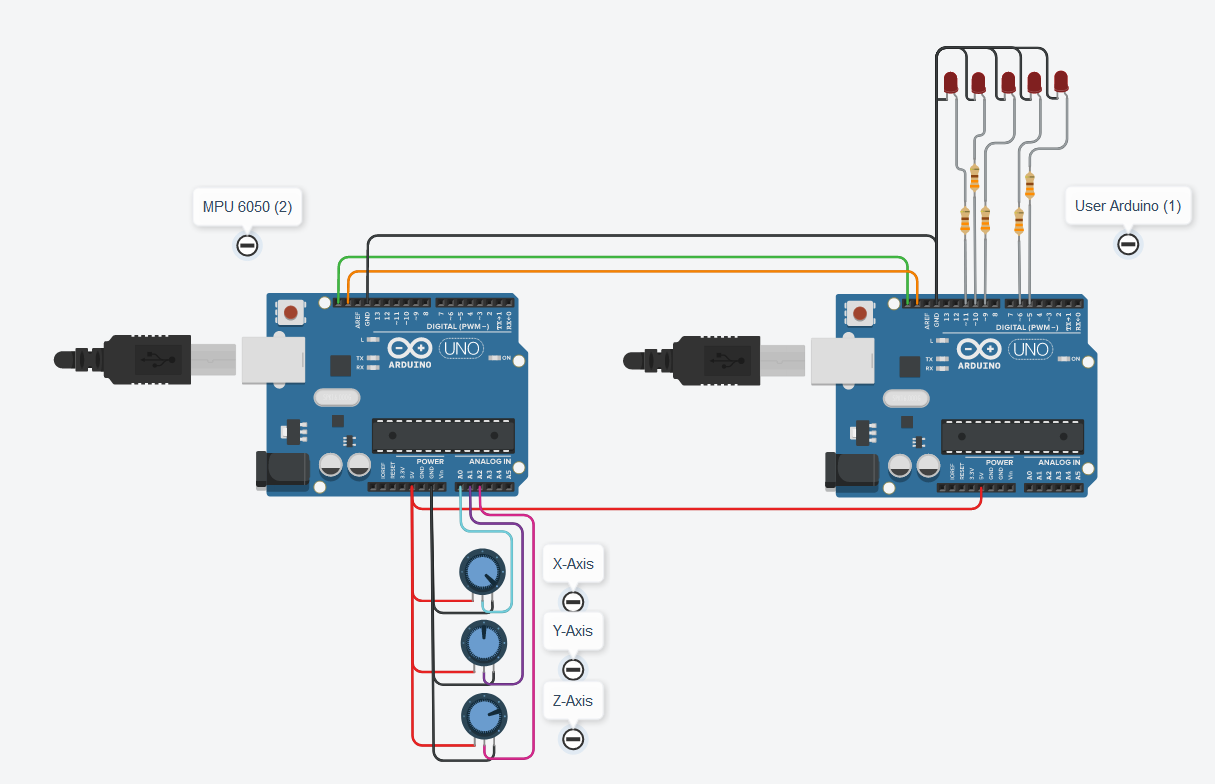 MPU 6050 (2)
User Arduino (1)
AREF
GND
13
12
~11
~10
~9
8
7
~6
~5
4
~3
2
TX→1
RX←0
DIGITAL (PWM~)
L
TX
RX
UNO
ARDUINO
ON
POWER
ANALOG IN
IOREF
RESET
3.3V
5V
GND
GND
Vin
A0
A1
A2
A3
A4
A5
AREF
GND
13
12
~11
~10
~9
8
7
~6
~5
4
~3
2
TX→1
RX←0
DIGITAL (PWM~)
L
TX
RX
UNO
ARDUINO
ON
POWER
ANALOG IN
IOREF
RESET
3.3V
5V
GND
GND
Vin
A0
A1
A2
A3
A4
A5
X-Axis
Y-Axis
Z-Axis